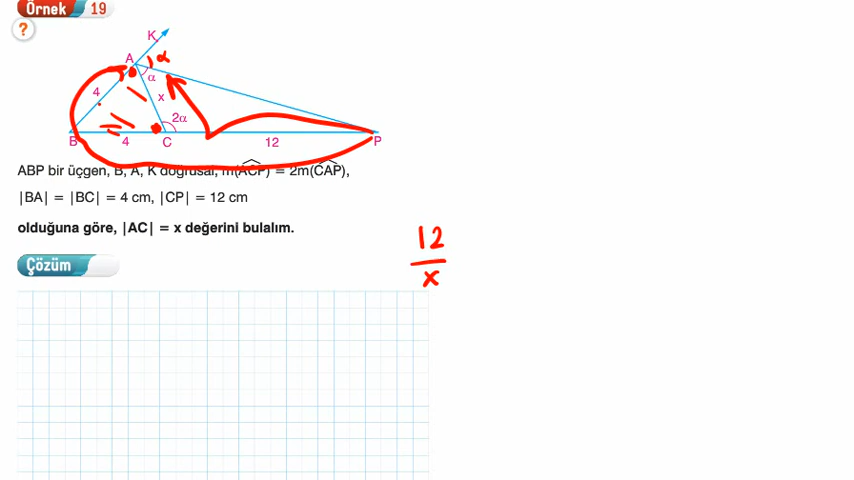 Örnek 19
?
K
A
α
α
4
x
2α
B
4
C
12
P
ABP bir üçgen, B, A, K doğrusal, m(ACP) = 2m(CAP),
|BA| = |BC| = 4 cm, |CP| = 12 cm
olduğuna göre, |AC| = x değerini bulalım.
12
x
Çözüm